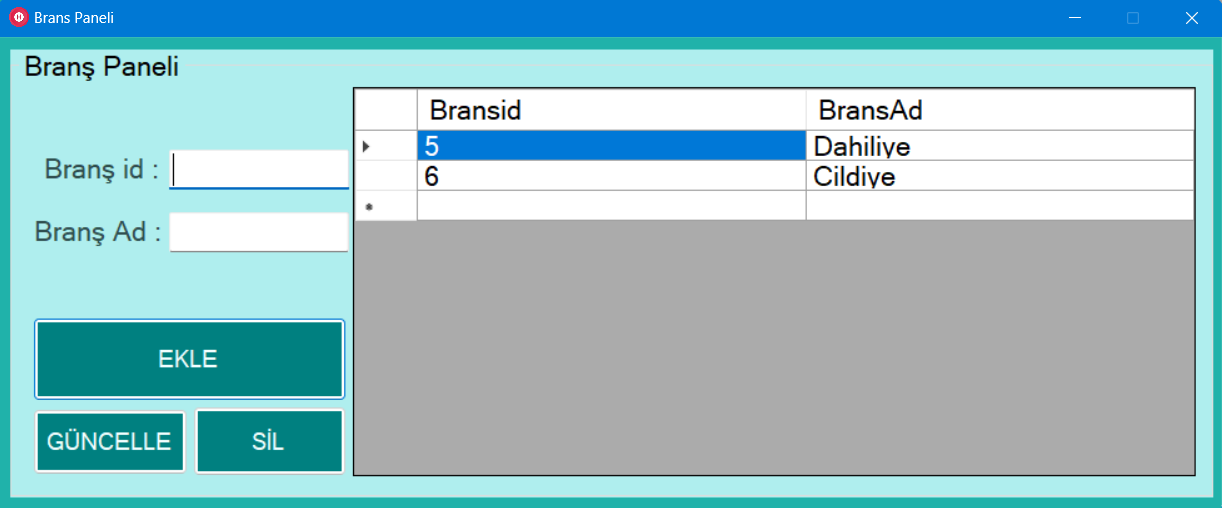 Brans Paneli
Branş Paneli
Bransid BransAd
5 Dahiliye
6 Cildiye
Branş id :
Branş Ad :
EKLE
GÜNCELLE SİL